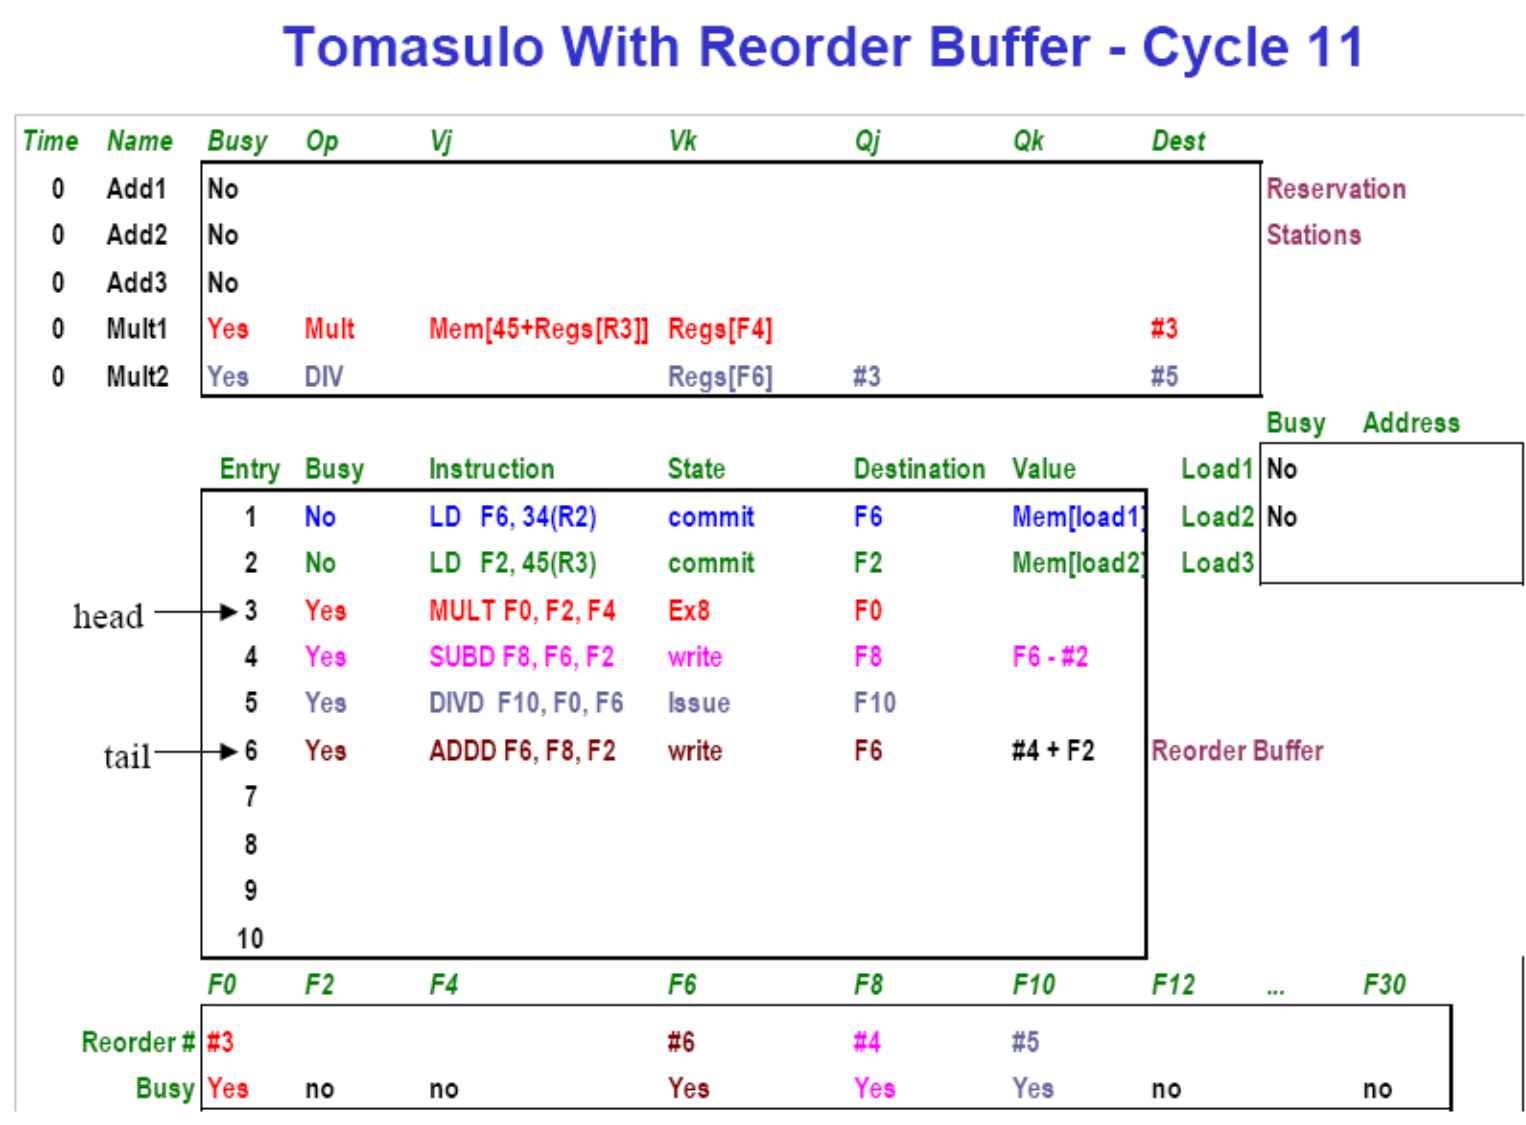 Tomasulo With Reorder Buffer - Cycle 11
Time Name Busy Op Vj Vk Qj Qk Dest
0 Add1 No Reservation
0 Add2 No Stations
0 Add3 No
0 Mult1 Yes Mult Mem[45+Regs[R3]] Regs[F4] #3
0 Mult2 Yes DIV Regs[F6] #3 #5
Busy Address
Entry Busy Instruction State Destination Value Load1 No
1 No LD F6, 34(R2) commit F6 Mem[load1] Load2 No
2 No LD F2, 45(R3) commit F2 Mem[load2] Load3
head 3 Yes MULT F0, F2, F4 Ex8 F0
4 Yes SUBD F8, F6, F2 write F8 F6 - #2
5 Yes DIVD F10, F0, F6 Issue F10
tail 6 Yes ADDD F6, F8, F2 write F6 #4 + F2 Reorder Buffer
7
8
9
10
F0 F2 F4 F6 F8 F10 F12 ... F30
Reorder # #3 #6 #4 #5
Busy Yes no no Yes Yes Yes no no